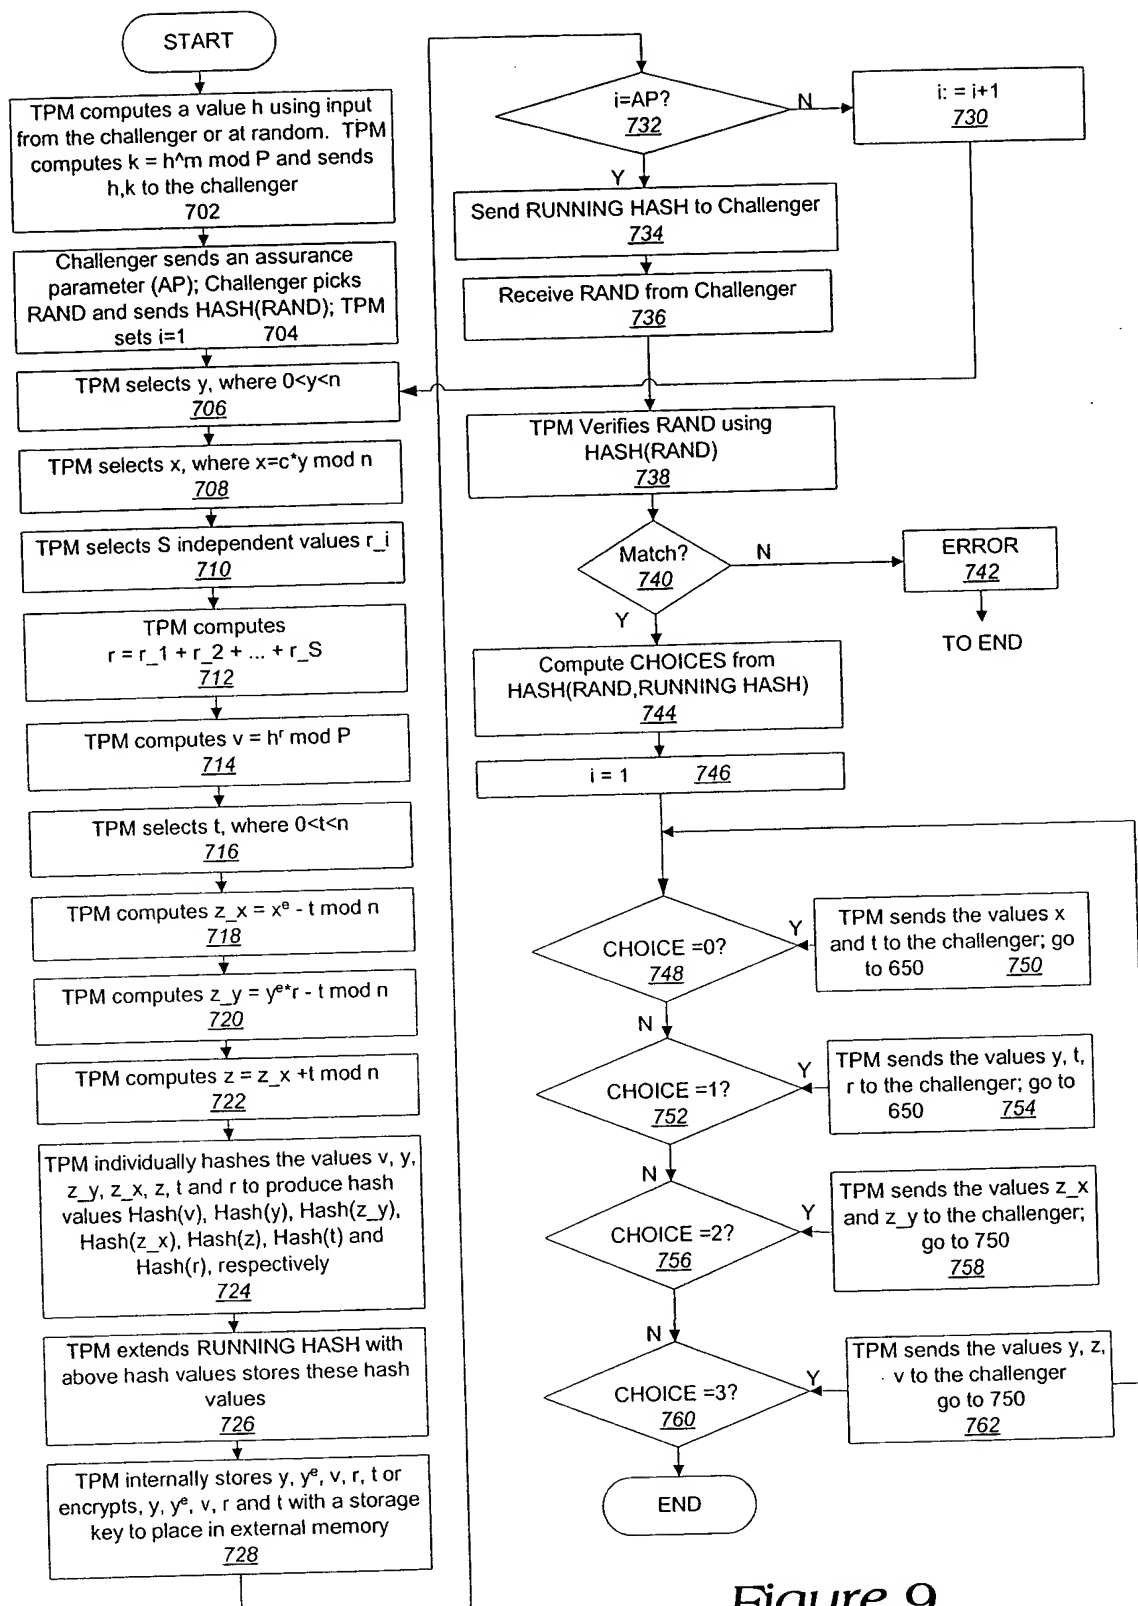 START
TPM computes a value h using input
from the challenger or at random. TPM
computes k = h^m mod P and sends
h,k to the challenger
702
Challenger sends an assurance
parameter (AP); Challenger picks
RAND and sends HASH(RAND); TPM
sets i=1 704
TPM selects y, where 0<y<n
706
TPM selects x, where x=c*y mod n
708
TPM selects S independent values r_i
710
TPM computes
r = r_1 + r_2 + ... + r_S
712
TPM computes v = hʳ mod P
714
TPM selects t, where 0<t<n
716
TPM computes z_x = xᵉ - t mod n
718
TPM computes z_y = yᵉ*r - t mod n
720
TPM computes z = z_x +t mod n
722
TPM individually hashes the values v, y,
z_y, z_x, z, t and r to produce hash
values Hash(v), Hash(y), Hash(z_y),
Hash(z_x), Hash(z), Hash(t) and
Hash(r), respectively
724
TPM extends RUNNING HASH with
above hash values stores these hash
values
726
TPM internally stores y, yᵉ, v, r, t or
encrypts, y, yᵉ, v, r and t with a storage
key to place in external memory
728
i=AP?
732
N
i: = i+1
730
Y
Send RUNNING HASH to Challenger
734
Receive RAND from Challenger
736
TPM Verifies RAND using
HASH(RAND)
738
Match?
740
N
ERROR
742
TO END
Y
Compute CHOICES from
HASH(RAND,RUNNING HASH)
744
i = 1 746
CHOICE =0?
748
Y
TPM sends the values x
and t to the challenger; go
to 650 750
N
CHOICE =1?
752
Y
TPM sends the values y, t,
r to the challenger; go to
650 754
N
CHOICE =2?
756
Y
TPM sends the values z_x
and z_y to the challenger;
go to 750
758
N
CHOICE =3?
760
Y
TPM sends the values y, z,
v to the challenger
go to 750
762
END
Figure 9